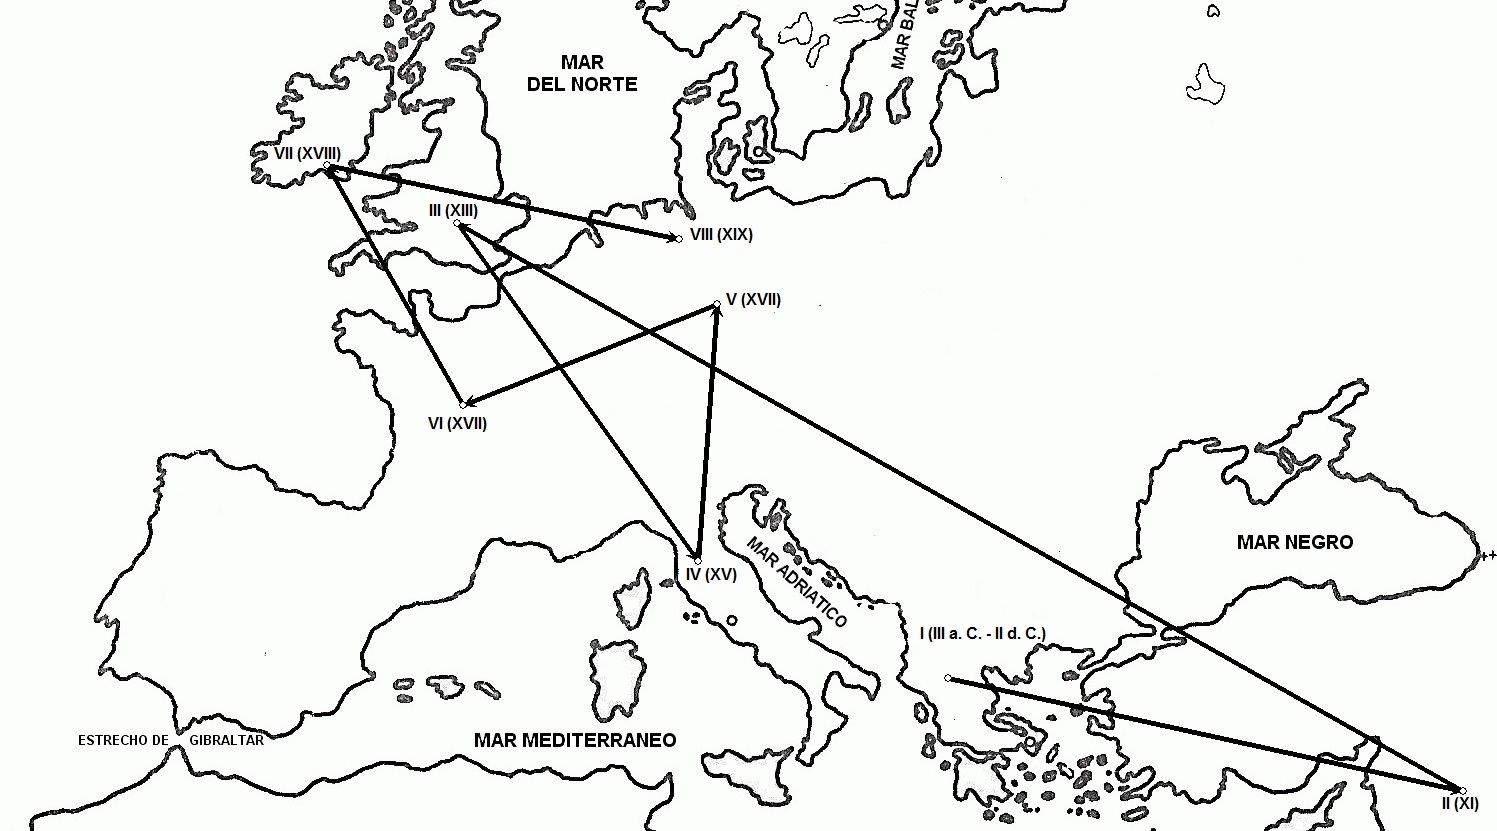 MAR BAL
MAR
DEL NORTE
VII (XVIII)
III (XIII)
VIII (XIX)
V (XVII)
VI (XVII)
MAR NEGRO
++
MAR ADRIATICO
IV (XV)
I (III a. C. - II d. C.)
ESTRECHO DE GIBRALTAR
MAR MEDITERRANEO
II (XI)